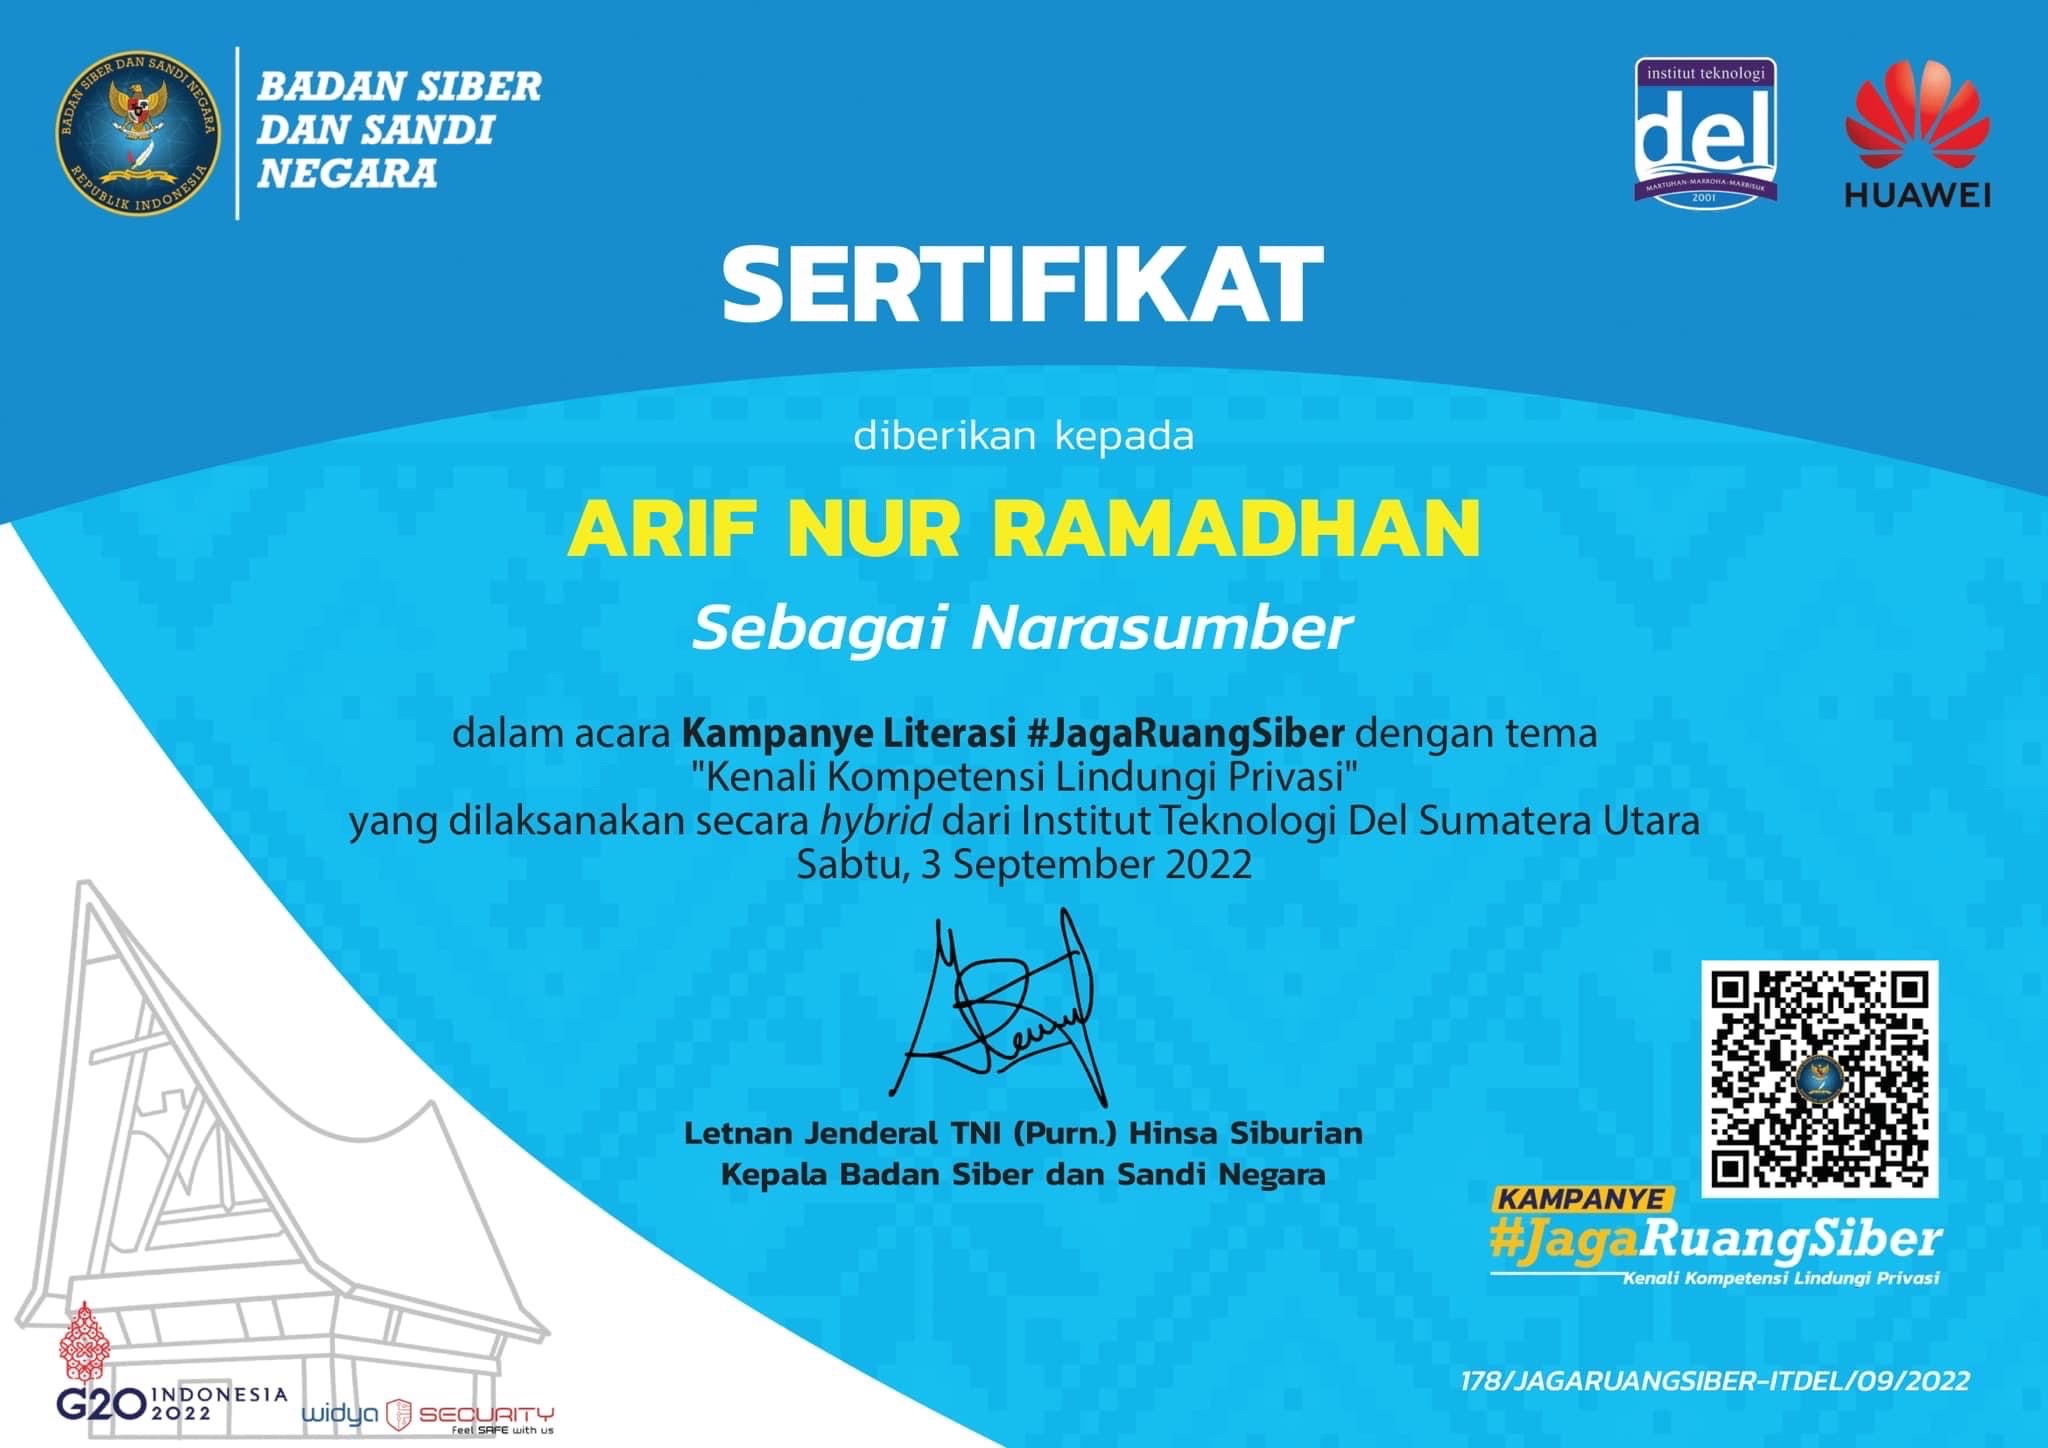 BADAN SIBER DAN SANDI NEGARA
REPUBLIK INDONESIA
BADAN SIBER
DAN SANDI
NEGARA
institut teknologi
del
MARTUHAN-MARROHA-MARBISUK
2001
HUAWEI
SERTIFIKAT
diberikan kepada
ARIF NUR RAMADHAN
Sebagai Narasumber
dalam acara Kampanye Literasi #JagaRuangSiber dengan tema
"Kenali Kompetensi Lindungi Privasi"
yang dilaksanakan secara hybrid dari Institut Teknologi Del Sumatera Utara
Sabtu, 3 September 2022
Letnan Jenderal TNI (Purn.) Hinsa Siburian
Kepala Badan Siber dan Sandi Negara
KAMPANYE
#JagaRuangSiber
Kenali Kompetensi Lindungi Privasi
178/JAGARUANGSIBER-ITDEL/09/2022
G20 INDONESIA
2022
widya SECURITY
Feel SAFE with us